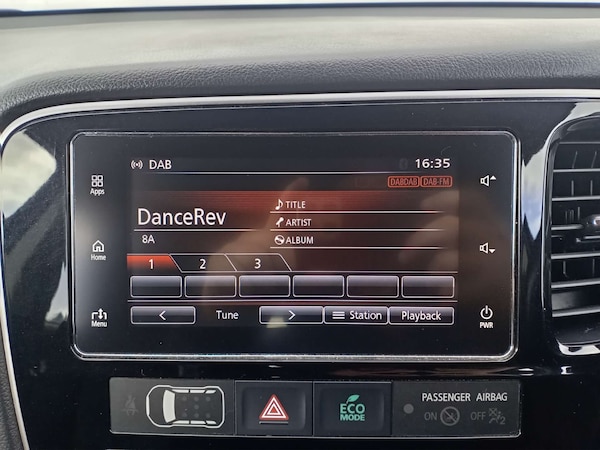 DAB 16:35
DABDAB DAB-FM
Apps
TITLE
DanceRev
ARTIST
8A
ALBUM
Home
1 2 3
Menu
Tune
Station
Playback
PWR
ECO
MODE
PASSENGER AIRBAG
ON OFF 2